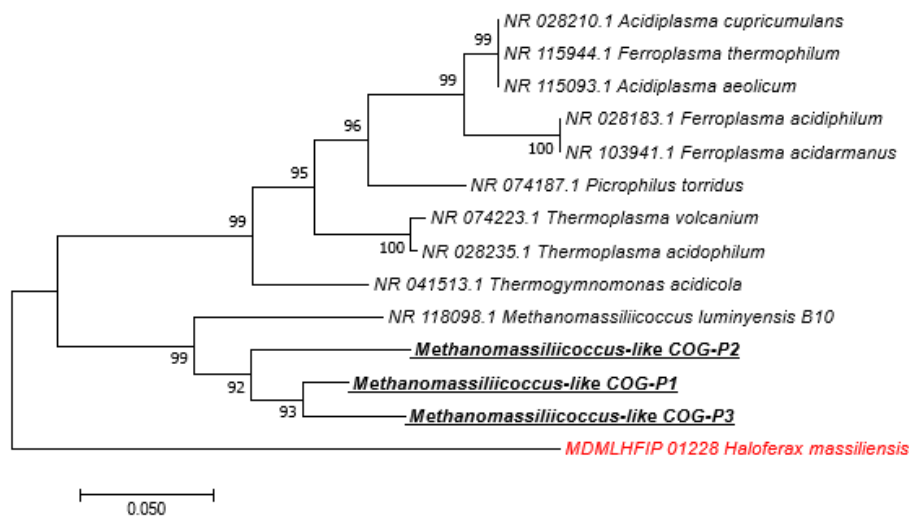 NR 028210.1 Acidiplasma cupricumulans
99
NR 115944.1 Ferroplasma thermophilum
99
NR 115093.1 Acidiplasma aeolicum
NR 028183.1 Ferroplasma acidiphilum
96
100
NR 103941.1 Ferroplasma acidarmanus
95
NR 074187.1 Picrophilus torridus
99
NR 074223.1 Thermoplasma volcanium
100
NR 028235.1 Thermoplasma acidophilum
NR 041513.1 Thermogymnomonas acidicola
NR 118098.1 Methanomassiliicoccus luminyensis B10
99
Methanomassiliicoccus-like COG-P2
92
Methanomassiliicoccus-like COG-P1
93
Methanomassiliicoccus-like COG-P3
MDMLHFIP 01228 Haloferax massiliensis
0.050